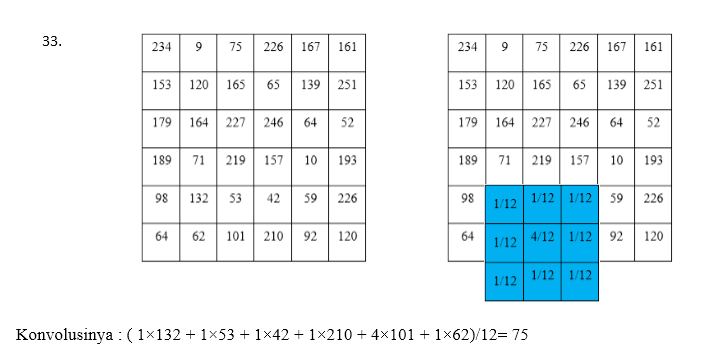 33.
234 9 75 226 167 161 234 9 75 226 167 161
153 120 165 65 139 251 153 120 165 65 139 251
179 164 227 246 64 52 179 164 227 246 64 52
189 71 219 157 10 193 189 71 219 157 10 193
98 132 53 42 59 226 98 1/12 1/12 1/12 59 226
64 62 101 210 92 120 64 1/12 4/12 1/12 92 120
1/12 1/12 1/12
Konvolusinya : ( 1×132 + 1×53 + 1×42 + 1×210 + 4×101 + 1×62)/12= 75